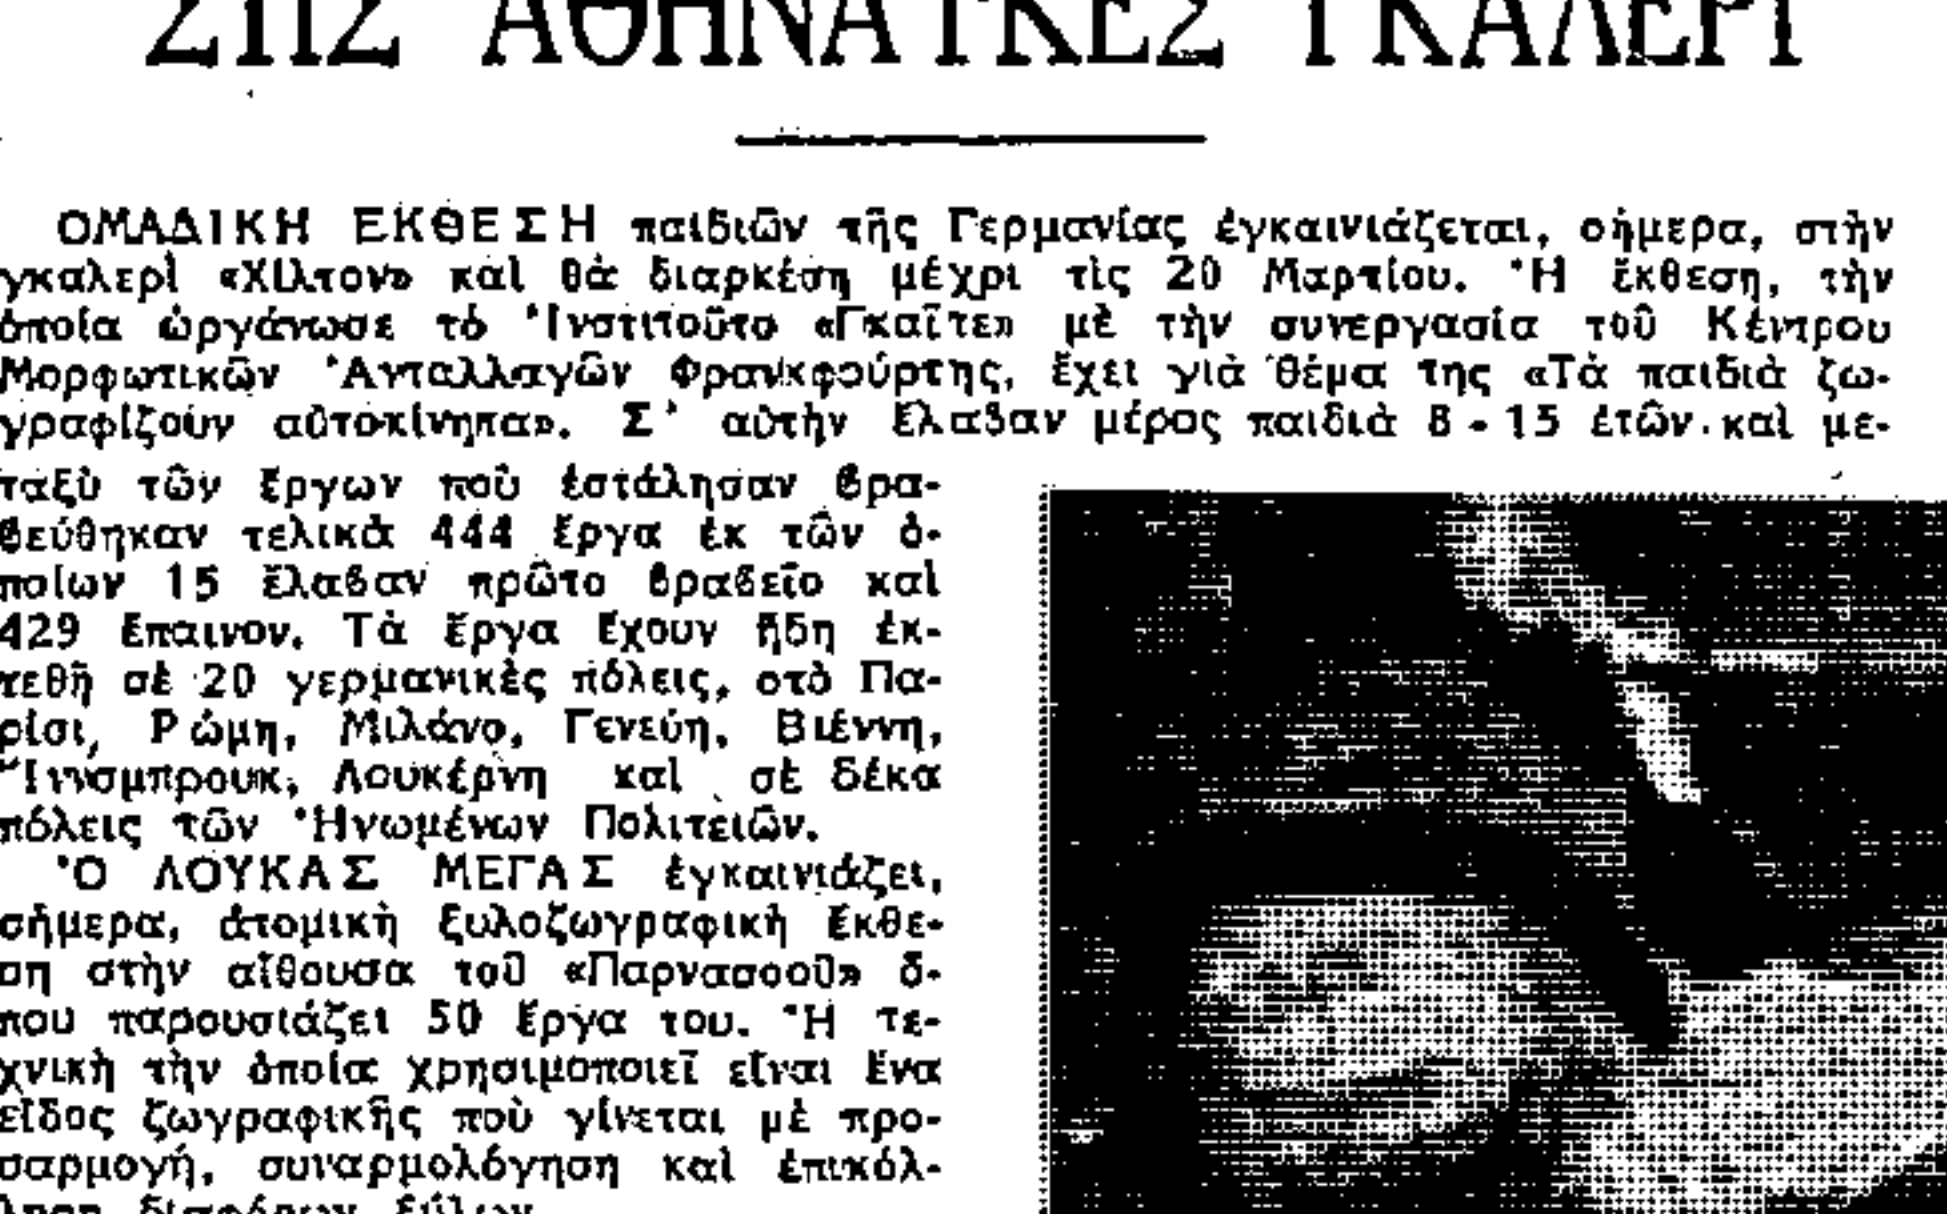 ΣΤΙΣ ΑΘΗΝΑΪΚΕΣ ΓΚΑΛΕΡΙ
ΟΜΑΔΙΚΗ ΕΚΘΕΣΗ παιδιῶν τῆς Γερμανίας ἐγκαινιάζεται, σήμερα, στὴν
γκαλερὶ «Χίλτον» καὶ θὰ διαρκέση μέχρι τὶς 20 Μαρτίου. Ἡ ἔκθεση, τὴν
ὁποία ὠργάνωσε τὸ Ἰνστιτοῦτο «Γκαῖτε» μὲ τὴν συνεργασία τοῦ Κέντρου
Μορφωτικῶν Ἀνταλλαγῶν Φρανκφούρτης, ἔχει γιὰ θέμα της «Τὰ παιδιὰ ζω-
γραφίζουν αὐτοκίνητα». Σ' αὐτὴν ἔλαβαν μέρος παιδιὰ 8 - 15 ἐτῶν καὶ με-
ταξὺ τῶν ἔργων ποὺ ἐστάλησαν βρα-
βεύθηκαν τελικὰ 444 ἔργα ἐκ τῶν ὁ-
ποίων 15 ἔλαβαν πρῶτο βραβεῖο καὶ
429 ἔπαινον. Τὰ ἔργα ἔχουν ἤδη ἐκ-
τεθῆ σὲ 20 γερμανικὲς πόλεις, στὸ Πα-
ρίσι, Ρώμη, Μιλάνο, Γενεύη, Βιέννη,
Ἴννσμπρουκ, Λουκέρνη καὶ σὲ δέκα
πόλεις τῶν Ἡνωμένων Πολιτειῶν.
Ὁ ΛΟΥΚΑΣ ΜΕΓΑΣ ἐγκαινιάζει,
σήμερα, ἀτομικὴ ξυλοζωγραφικὴ ἔκθε-
ση στὴν αἴθουσα τοῦ «Παρνασσοῦ» ὅ-
που παρουσιάζει 50 ἔργα του. Ἡ τε-
χνικὴ τὴν ὁποία χρησιμοποιεῖ εἶναι ἕνα
εἶδος ζωγραφικῆς ποὺ γίνεται μὲ προ-
σαρμογή, συναρμολόγηση καὶ ἐπικόλ-
ληση διαφόρων ξύλων